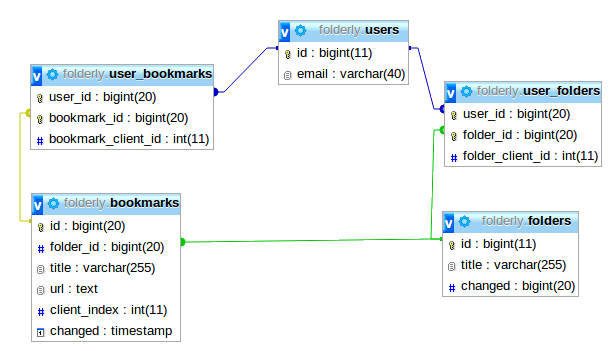 folderly.users
id : bigint(11)
email : varchar(40)
v folderly.user_bookmarks
user_id : bigint(20)
bookmark_id : bigint(20)
# bookmark_client_id : int(11)
v folderly.user_folders
user_id : bigint(20)
folder_id : bigint(20)
# folder_client_id : int(11)
v folderly.bookmarks
id : bigint(20)
# folder_id : bigint(20)
title : varchar(255)
url : text
# client_index : int(11)
changed : timestamp
v folderly.folders
id : bigint(11)
title : varchar(255)
# changed : bigint(20)